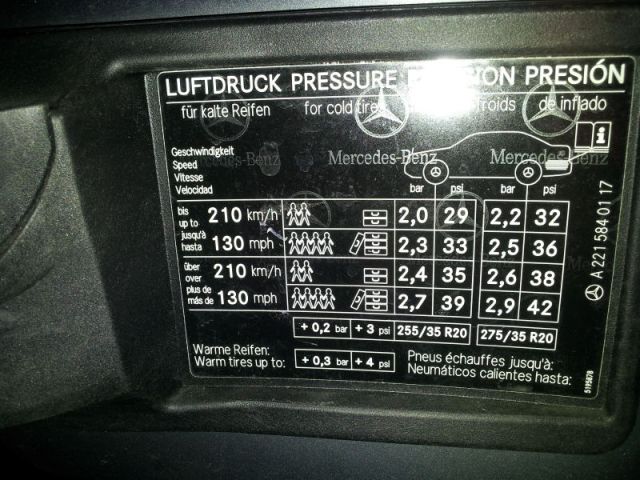 LUFTDRUCK PRESSURE PRESIÓN
für kalte Reifen for cold tires de inflado
Mercedes-Benz Mercedes-Benz
Geschwindigkeit
Speed
Vitesse
Velocidad
bar psi bar psi
bis
up to
jusqu'à
hasta
210 km/h 2,0 29 2,2 32
130 mph 2,3 33 2,5 36
über
over
plus de
más de
210 km/h 2,4 35 2,6 38
130 mph 2,7 39 2,9 42
+ 0,2 bar + 3 psi 255/35 R20 275/35 R20
Warme Reifen:
Warm tires up to:
+ 0,3 bar + 4 psi
Pneus échauffes jusqu'à:
Neumáticos calientes hasta:
A 221 584 01 17
5195878